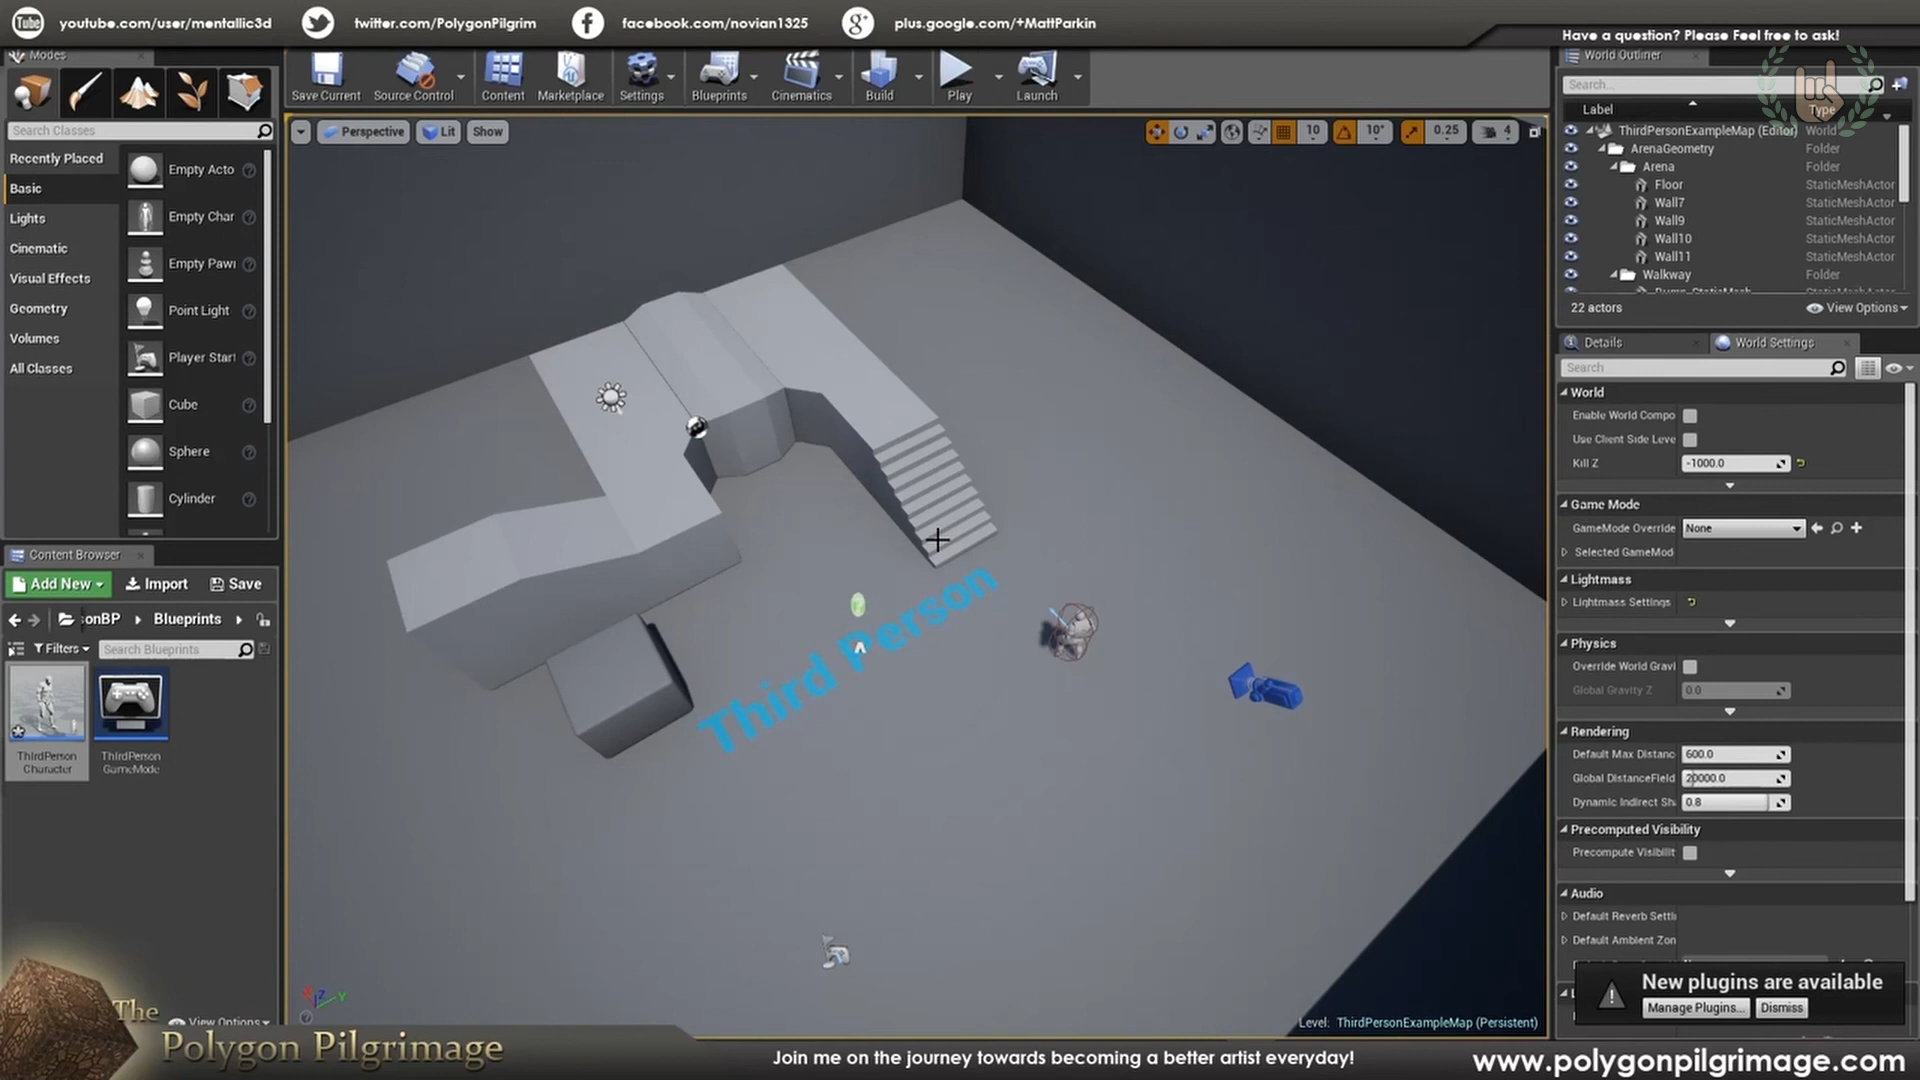 You Tube youtube.com/user/mentallic3d twitter.com/PolygonPilgrim facebook.com/novian1325 g+ plus.google.com/+MattParkin
Have a question? Please Feel free to ask!
Modes
Save Current Source Control Content Marketplace Settings Blueprints Cinematics Build Play Launch
Search Classes
Recently Placed
Basic
Lights
Cinematic
Visual Effects
Geometry
Volumes
All Classes
Empty Acto
Empty Char
Empty Pawn
Point Light
Player Start
Cube
Sphere
Cylinder
Perspective Lit Show
10 10° 0.25 4
Third Person
Level: ThirdPersonExampleMap (Persistent)
Content Browser
Add New Import Save
sonBP Blueprints
Filters Search Blueprints
ThirdPerson
Character
ThirdPerson
GameMode
View Options
World Outliner
Search...
Label Type
ThirdPersonExampleMap (Editor) World
ArenaGeometry Folder
Arena Folder
Floor StaticMeshActor
Wall7 StaticMeshActor
Wall9 StaticMeshActor
Wall10 StaticMeshActor
Wall11 StaticMeshActor
Walkway Folder
22 actors View Options
Details World Settings
Search
World
Enable World Compo
Use Client Side Leve
Kill Z -1000.0
Game Mode
GameMode Override None
Selected GameMod
Lightmass
Lightmass Settings
Physics
Override World Gravi
Global Gravity Z 0.0
Rendering
Default Max Distanc 600.0
Global DistanceField 20000.0
Dynamic Indirect Sh 0.8
Precomputed Visibility
Precompute Visibilit
Audio
Default Reverb Setti
Default Ambient Zon
New plugins are available
Manage Plugins... Dismiss
The
Polygon Pilgrimage
Join me on the journey towards becoming a better artist everyday!
www.polygonpilgrimage.com